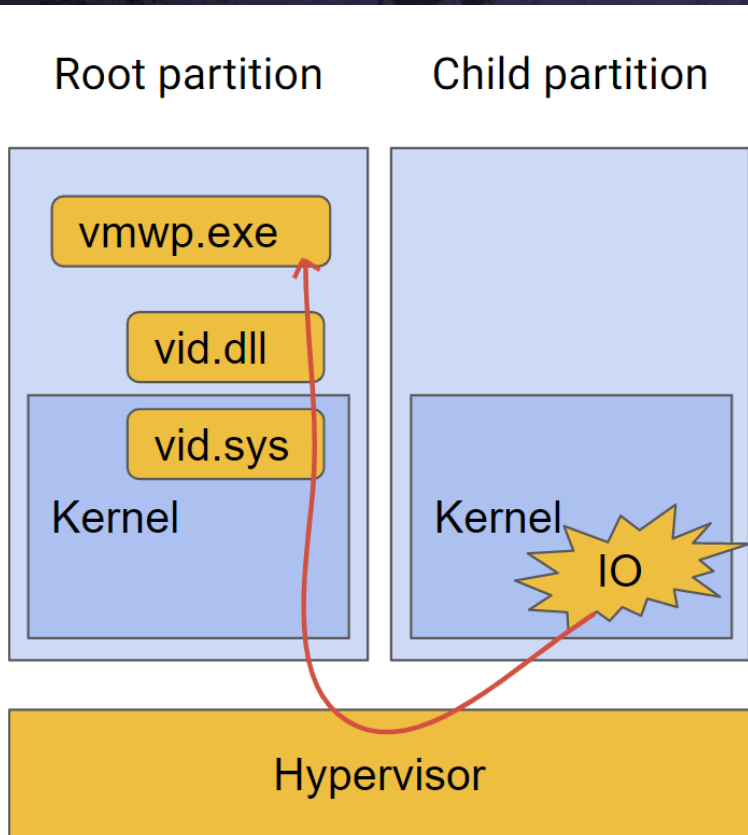 Root partition
Child partition
vmwp.exe
vid.dll
vid.sys
Kernel
Kernel
IO
Hypervisor